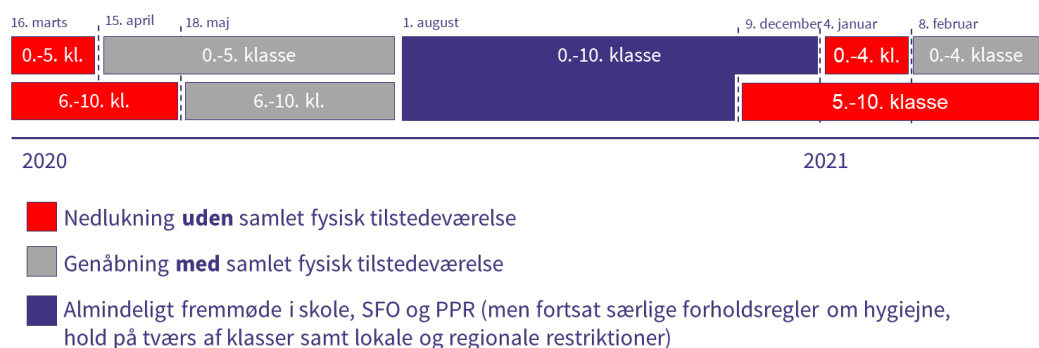 16. marts 15. april 18. maj 1. august 9. december 4. januar 8. februar
0.-5. kl. 0.-5. klasse 0.-10. klasse 0.-4. kl. 0.-4. klasse
6.-10. kl. 6.-10. kl. 5.-10. klasse
2020 2021
Nedlukning uden samlet fysisk tilstedeværelse
Genåbning med samlet fysisk tilstedeværelse
Almindeligt fremmøde i skole, SFO og PPR (men fortsat særlige forholdsregler om hygiejne,
hold på tværs af klasser samt lokale og regionale restriktioner)